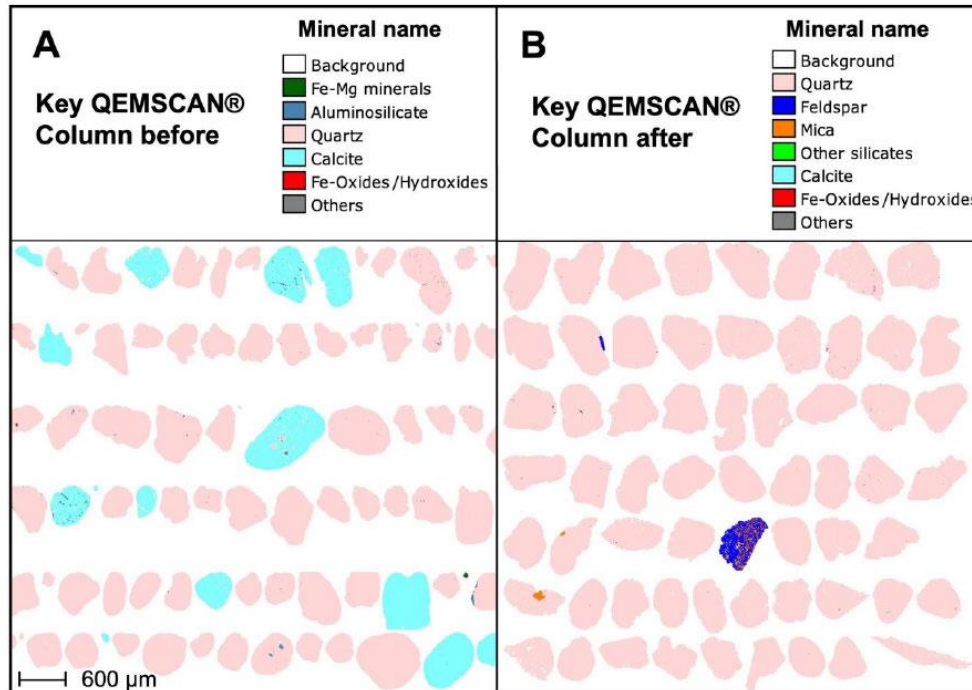 A
Key QEMSCAN®
Column before
Mineral name
Background
Fe-Mg minerals
Aluminosilicate
Quartz
Calcite
Fe-Oxides/Hydroxides
Others
B
Key QEMSCAN®
Column after
Mineral name
Background
Quartz
Feldspar
Mica
Other silicates
Calcite
Fe-Oxides/Hydroxides
Others
600 µm